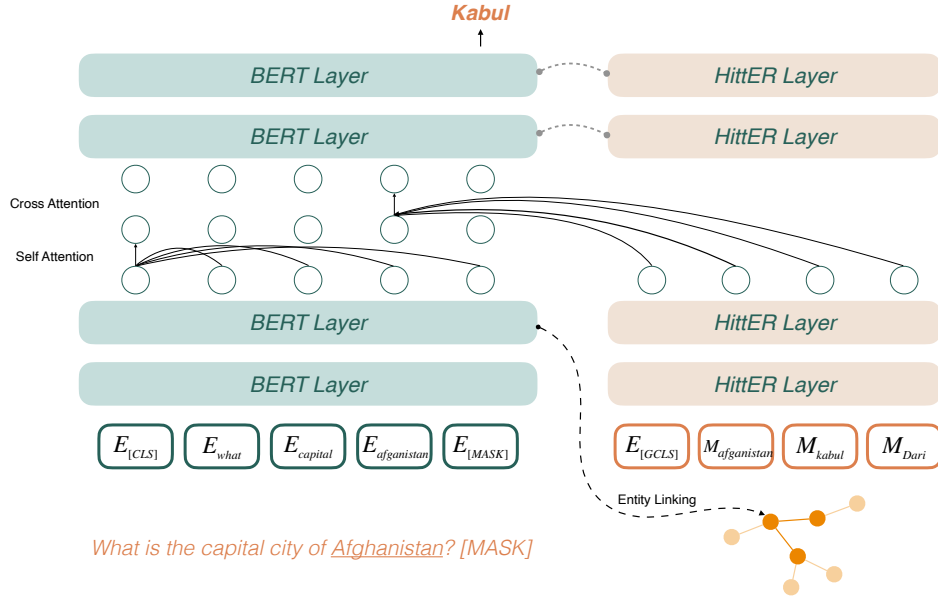 Kabul
BERT Layer HittER Layer
BERT Layer HittER Layer
Cross Attention
Self Attention
BERT Layer HittER Layer
BERT Layer HittER Layer
E[CLS] Ewhat Ecapital Eafganistan E[MASK] E[GCLS] Mafganistan Mkabul MDari
Entity Linking
What is the capital city of Afghanistan? [MASK]